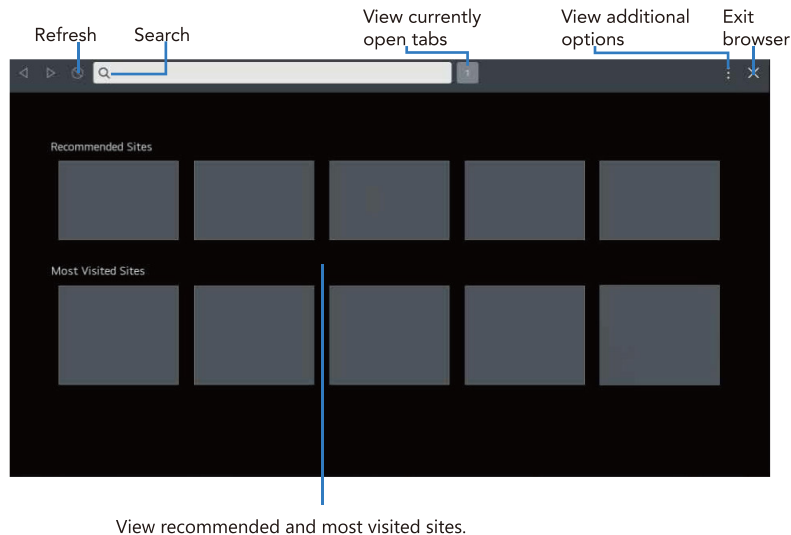 View currently
open tabs
View additional
options
Exit
browser
Refresh
Search
1
Recommended Sites
Most Visited Sites
View recommended and most visited sites.